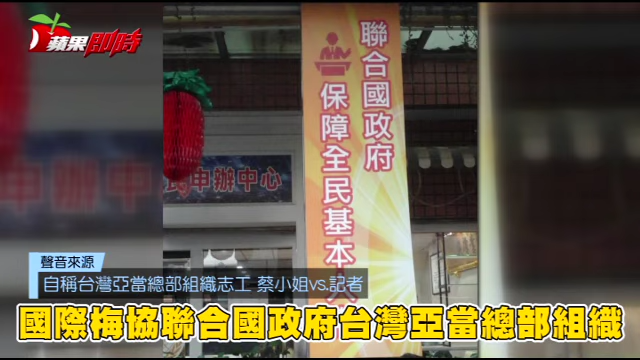 蘋果即時
聯合國政府
保障全民基本人
民申辦中心
聲音來源
自稱台灣亞當總部組織志工 蔡小姐vs.記者
國際梅協聯合國政府台灣亞當總部組織